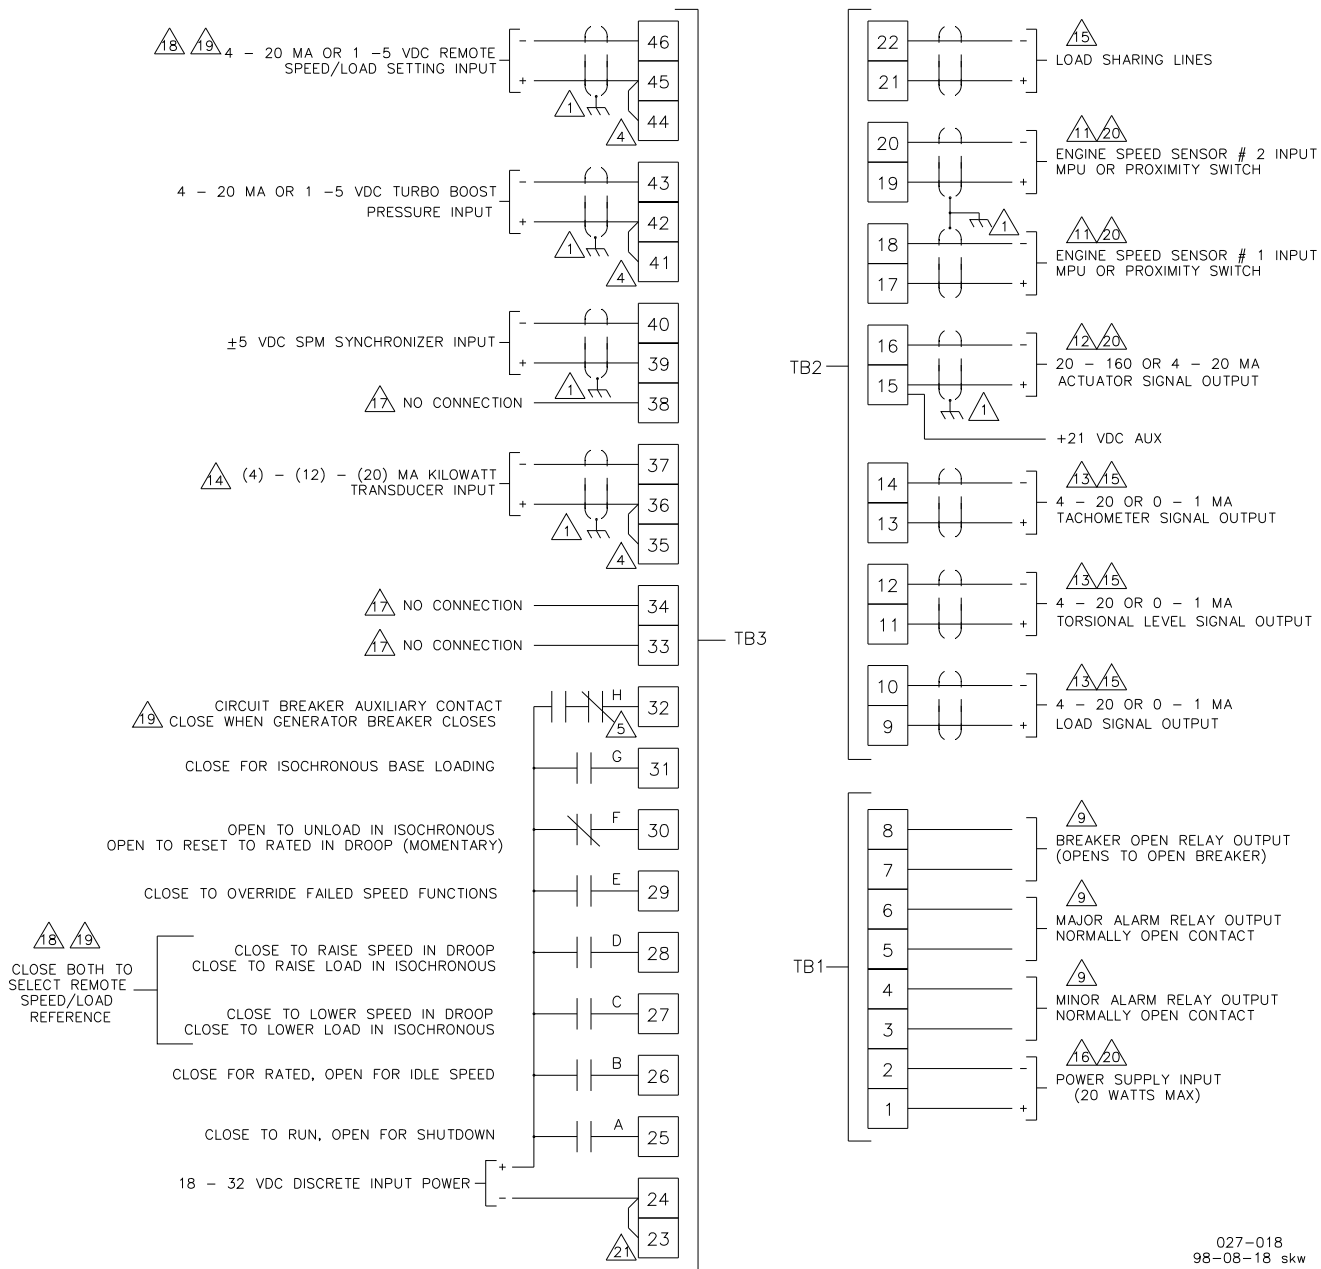 18 19 4 - 20 MA OR 1 -5 VDC REMOTE
SPEED/LOAD SETTING INPUT
- 46
+ 45
1
4 44
4 - 20 MA OR 1 -5 VDC TURBO BOOST
PRESSURE INPUT
- 43
+ 42
1
4 41
±5 VDC SPM SYNCHRONIZER INPUT
- 40
+ 39
1
17 NO CONNECTION 38
14 (4) - (12) - (20) MA KILOWATT
TRANSDUCER INPUT
- 37
+ 36
1
4 35
17 NO CONNECTION 34
17 NO CONNECTION 33
TB3
CIRCUIT BREAKER AUXILIARY CONTACT
19 CLOSE WHEN GENERATOR BREAKER CLOSES
H 32
5
CLOSE FOR ISOCHRONOUS BASE LOADING G 31
OPEN TO UNLOAD IN ISOCHRONOUS
OPEN TO RESET TO RATED IN DROOP (MOMENTARY)
F 30
CLOSE TO OVERRIDE FAILED SPEED FUNCTIONS E 29
18 19
CLOSE BOTH TO
SELECT REMOTE
SPEED/LOAD
REFERENCE
CLOSE TO RAISE SPEED IN DROOP
CLOSE TO RAISE LOAD IN ISOCHRONOUS
D 28
CLOSE TO LOWER SPEED IN DROOP
CLOSE TO LOWER LOAD IN ISOCHRONOUS
C 27
CLOSE FOR RATED, OPEN FOR IDLE SPEED B 26
CLOSE TO RUN, OPEN FOR SHUTDOWN A 25
18 - 32 VDC DISCRETE INPUT POWER
+
- 24
21 23
TB2
22 -
21 +
15
LOAD SHARING LINES
20 -
19 +
11 20
ENGINE SPEED SENSOR # 2 INPUT
MPU OR PROXIMITY SWITCH
1
18 -
17 +
11 20
ENGINE SPEED SENSOR # 1 INPUT
MPU OR PROXIMITY SWITCH
16 -
15 +
12 20
20 - 160 OR 4 - 20 MA
ACTUATOR SIGNAL OUTPUT
1
+21 VDC AUX
14 -
13 +
13 15
4 - 20 OR 0 - 1 MA
TACHOMETER SIGNAL OUTPUT
12 -
11 +
13 15
4 - 20 OR 0 - 1 MA
TORSIONAL LEVEL SIGNAL OUTPUT
10 -
9 +
13 15
4 - 20 OR 0 - 1 MA
LOAD SIGNAL OUTPUT
TB1
8
7
9
BREAKER OPEN RELAY OUTPUT
(OPENS TO OPEN BREAKER)
6
5
9
MAJOR ALARM RELAY OUTPUT
NORMALLY OPEN CONTACT
4
3
9
MINOR ALARM RELAY OUTPUT
NORMALLY OPEN CONTACT
2 -
1 +
16 20
POWER SUPPLY INPUT
(20 WATTS MAX)
027-018
98-08-18 skw